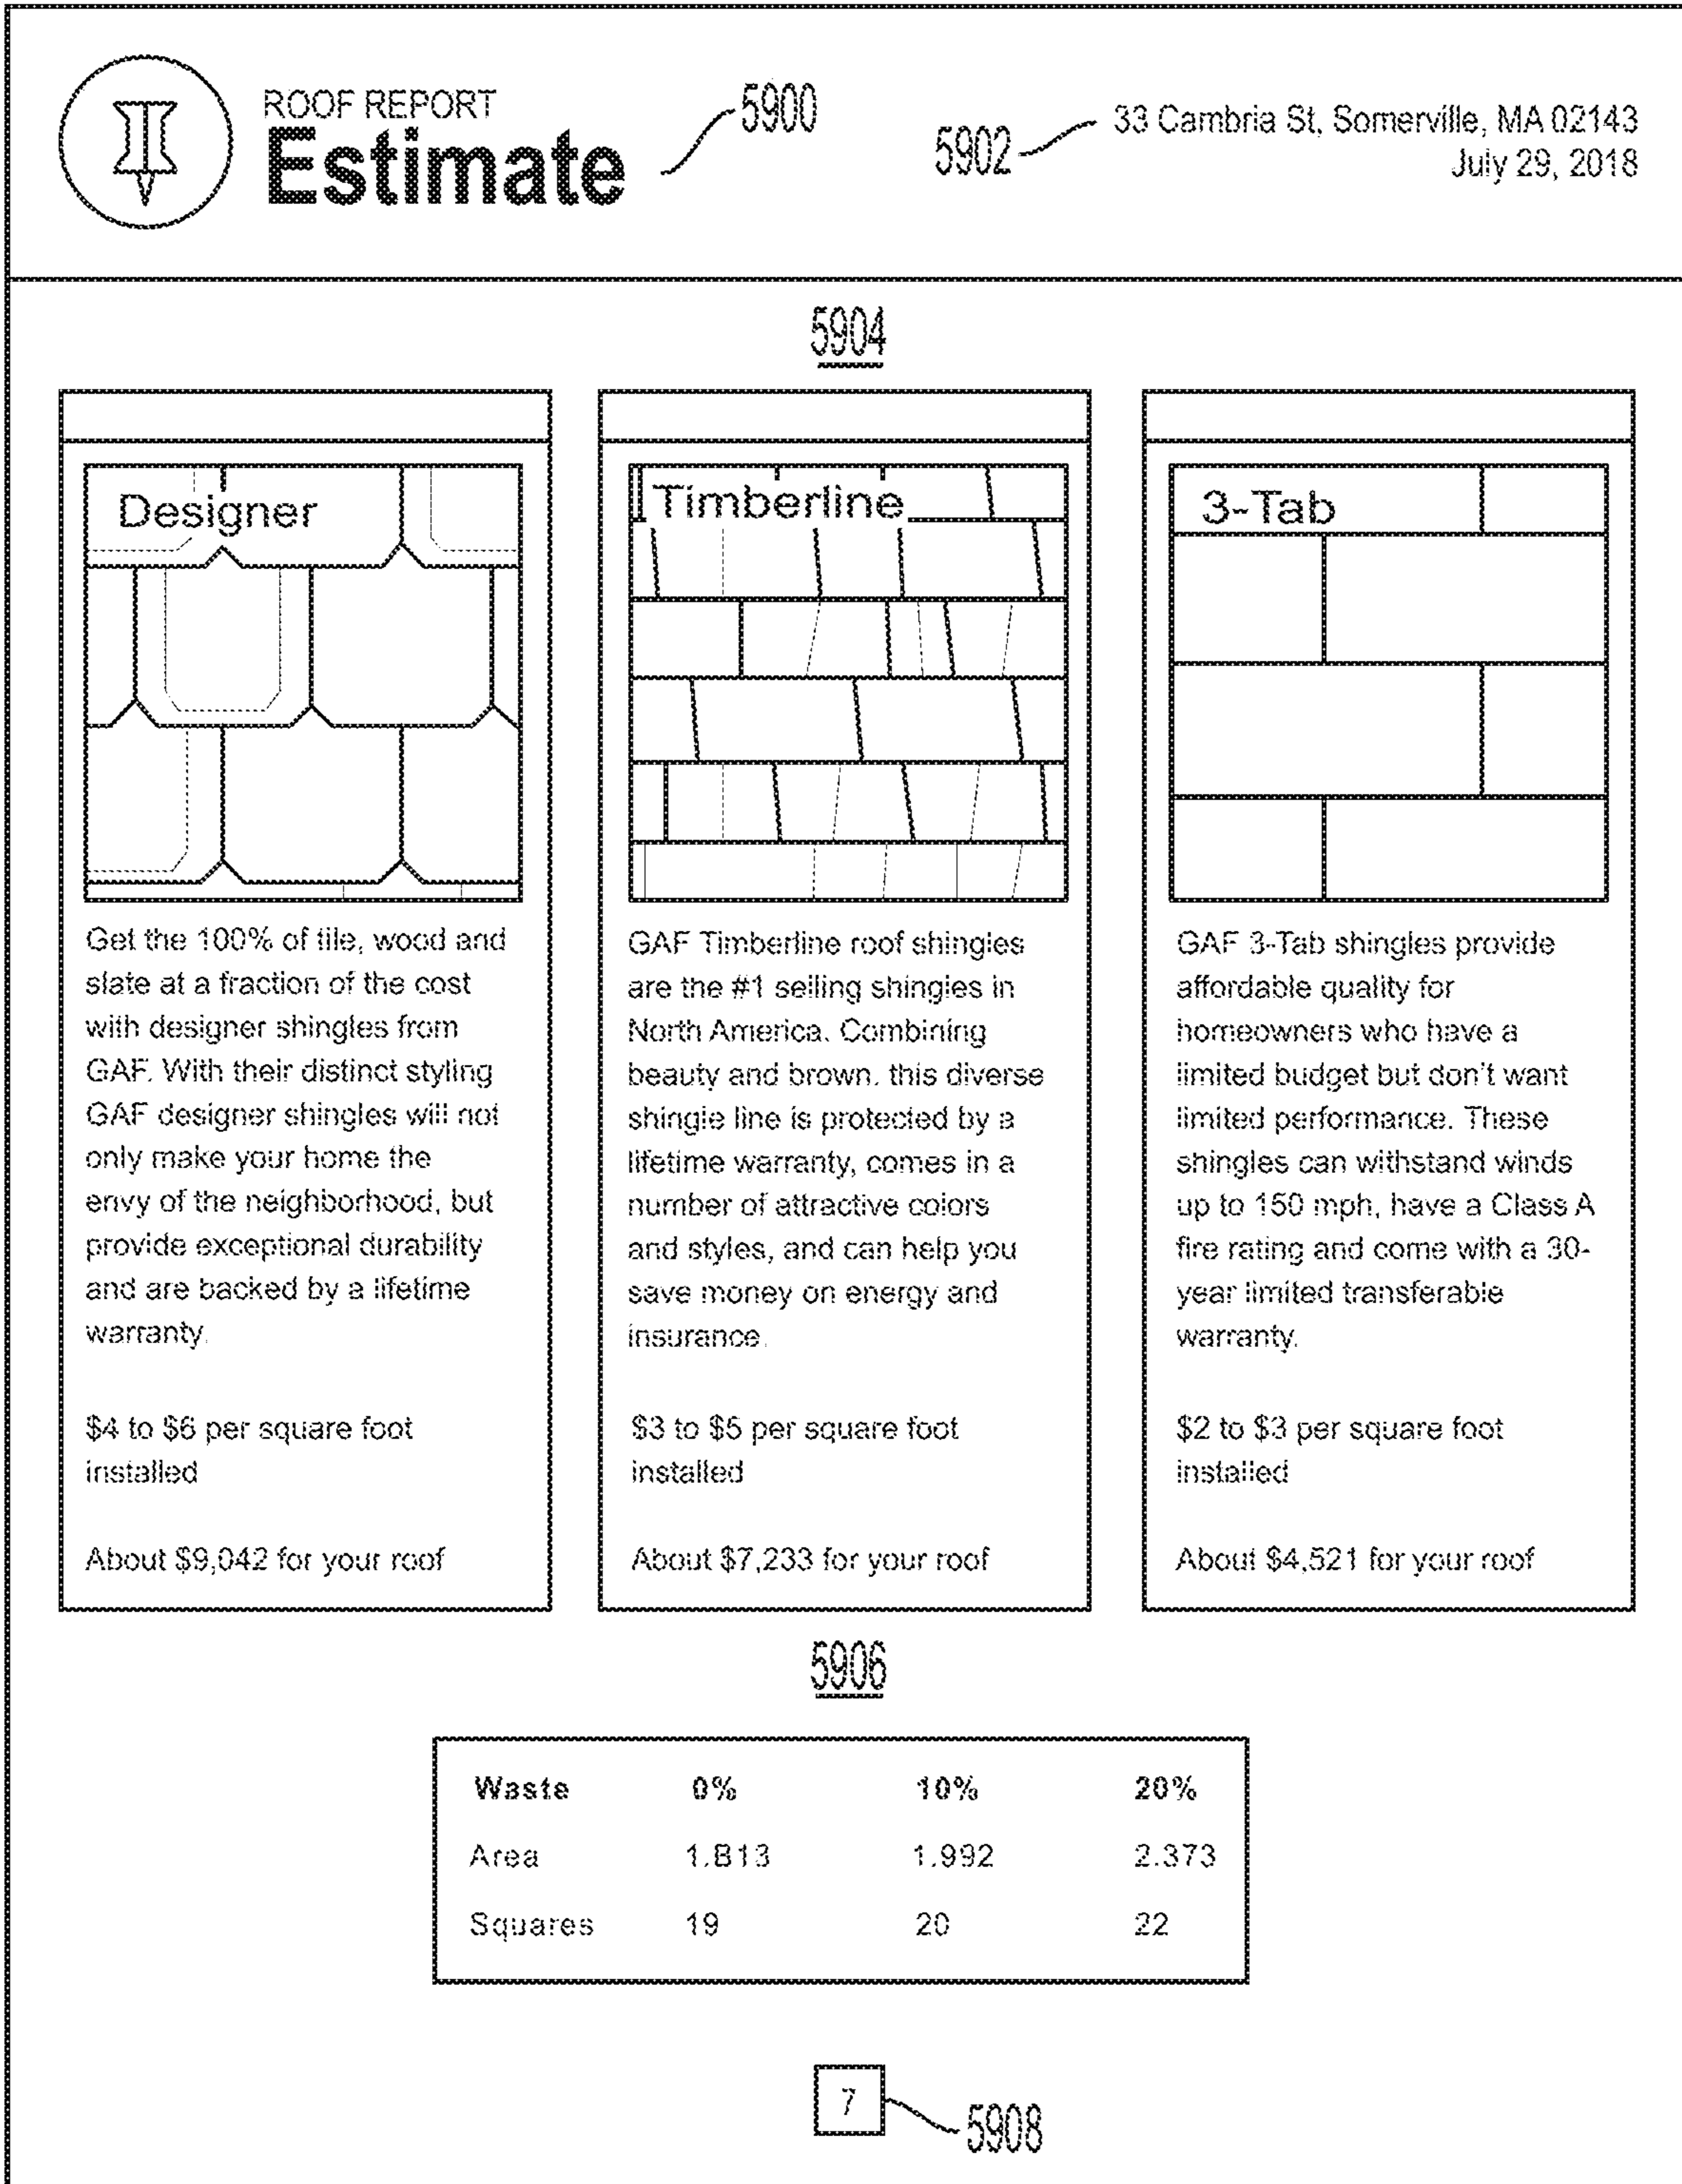 ROOF REPORT
Estimate
5900
5902
33 Cambria St, Somerville, MA 02143
July 29, 2018
5904
Designer
Get the 100% of tile, wood and
slate at a fraction of the cost
with designer shingles from
GAF. With their distinct styling
GAF designer shingles will not
only make your home the
envy of the neighborhood, but
provide exceptional durability
and are backed by a lifetime
warranty.
$4 to $6 per square foot
installed
About $9,042 for your roof
Timberline
GAF Timberline roof shingles
are the #1 selling shingles in
North America. Combining
beauty and brown. this diverse
shingle line is protected by a
lifetime warranty, comes in a
number of attractive colors
and styles, and can help you
save money on energy and
insurance.
$3 to $5 per square foot
installed
About $7,233 for your roof
3-Tab
GAF 3-Tab shingles provide
affordable quality for
homeowners who have a
limited budget but don't want
limited performance. These
shingles can withstand winds
up to 150 mph, have a Class A
fire rating and come with a 30-
year limited transferable
warranty.
$2 to $3 per square foot
installed
About $4,521 for your roof
5906
Waste 0% 10% 20%
Area 1.B13 1.992 2.373
Squares 19 20 22
7
5908